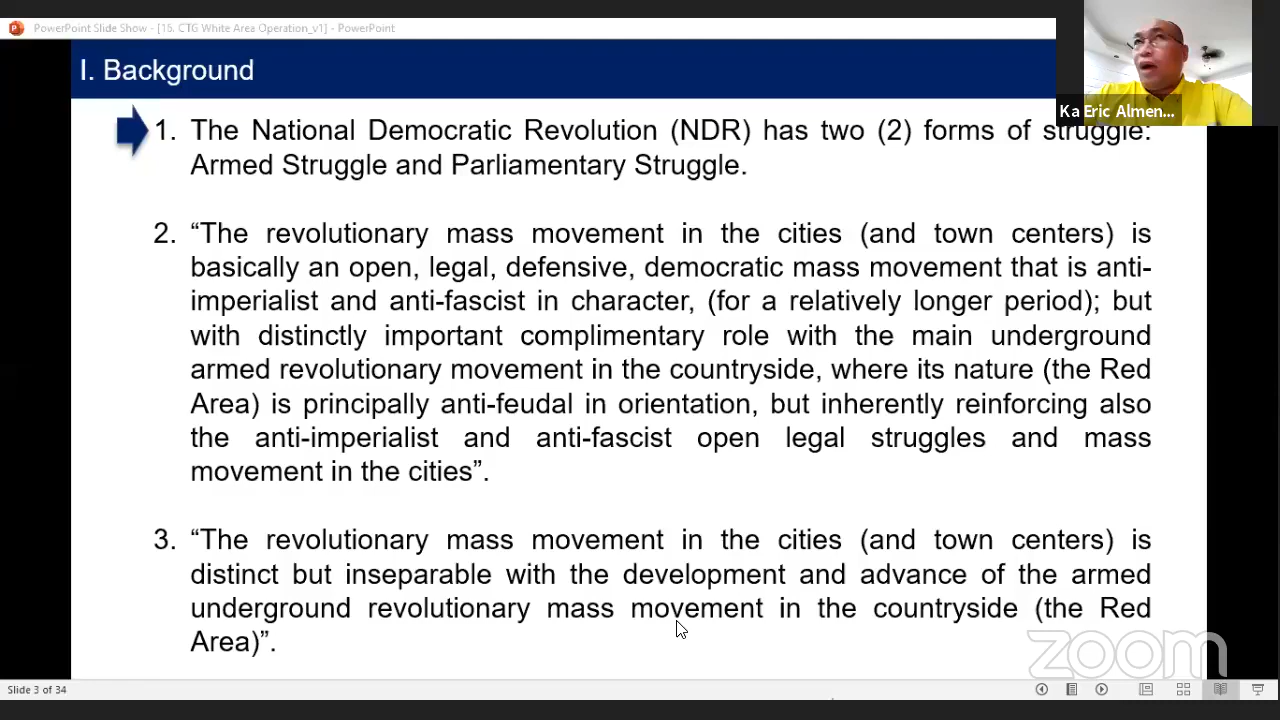 PowerPoint Slide Show - [15. CTG White Area Operation_v1] - PowerPoint
I. Background
Ka Eric Almen...
1. The National Democratic Revolution (NDR) has two (2) forms of struggle:
Armed Struggle and Parliamentary Struggle.
2. “The revolutionary mass movement in the cities (and town centers) is
basically an open, legal, defensive, democratic mass movement that is anti-
imperialist and anti-fascist in character, (for a relatively longer period); but
with distinctly important complimentary role with the main underground
armed revolutionary movement in the countryside, where its nature (the Red
Area) is principally anti-feudal in orientation, but inherently reinforcing also
the anti-imperialist and anti-fascist open legal struggles and mass
movement in the cities”.
3. “The revolutionary mass movement in the cities (and town centers) is
distinct but inseparable with the development and advance of the armed
underground revolutionary mass movement in the countryside (the Red
Area)”.
zoom
Slide 3 of 34